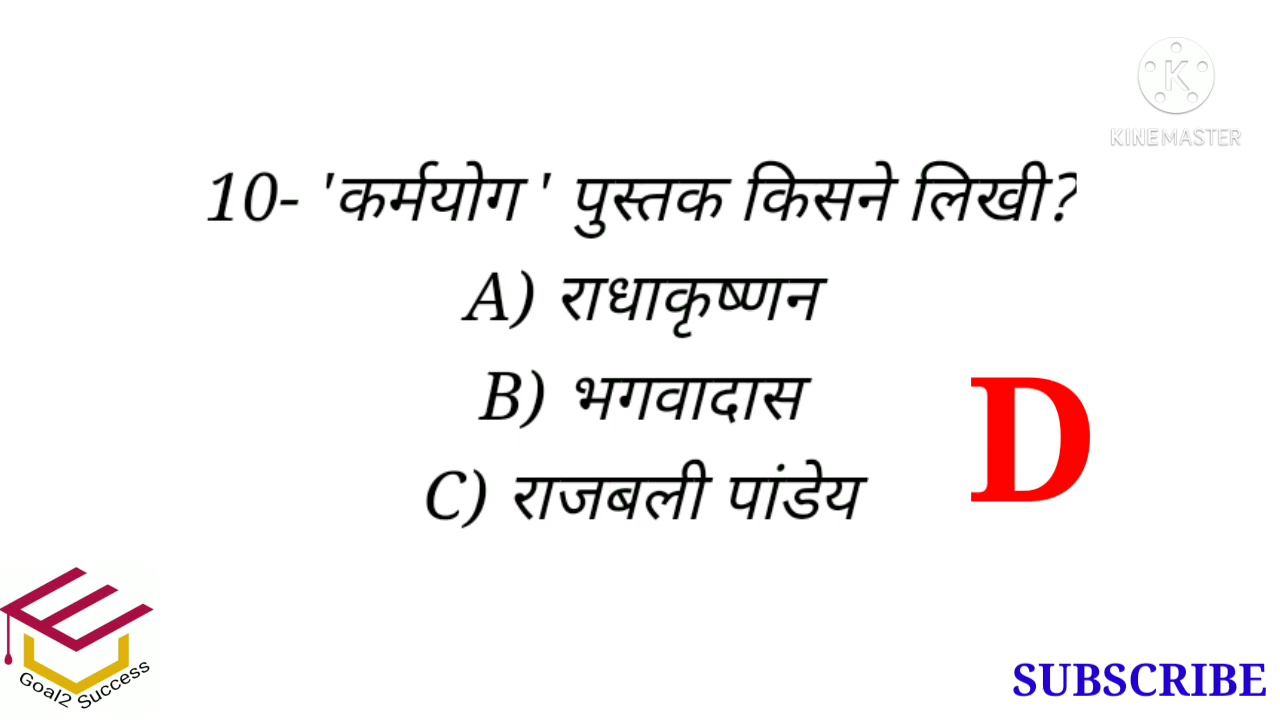 KINEMASTER
10- 'कर्मयोग ' पुस्तक किसने लिखी?
A) राधाकृष्णन
B) भगवादास
C) राजबली पांडेय
D
Goal2 Success
SUBSCRIBE